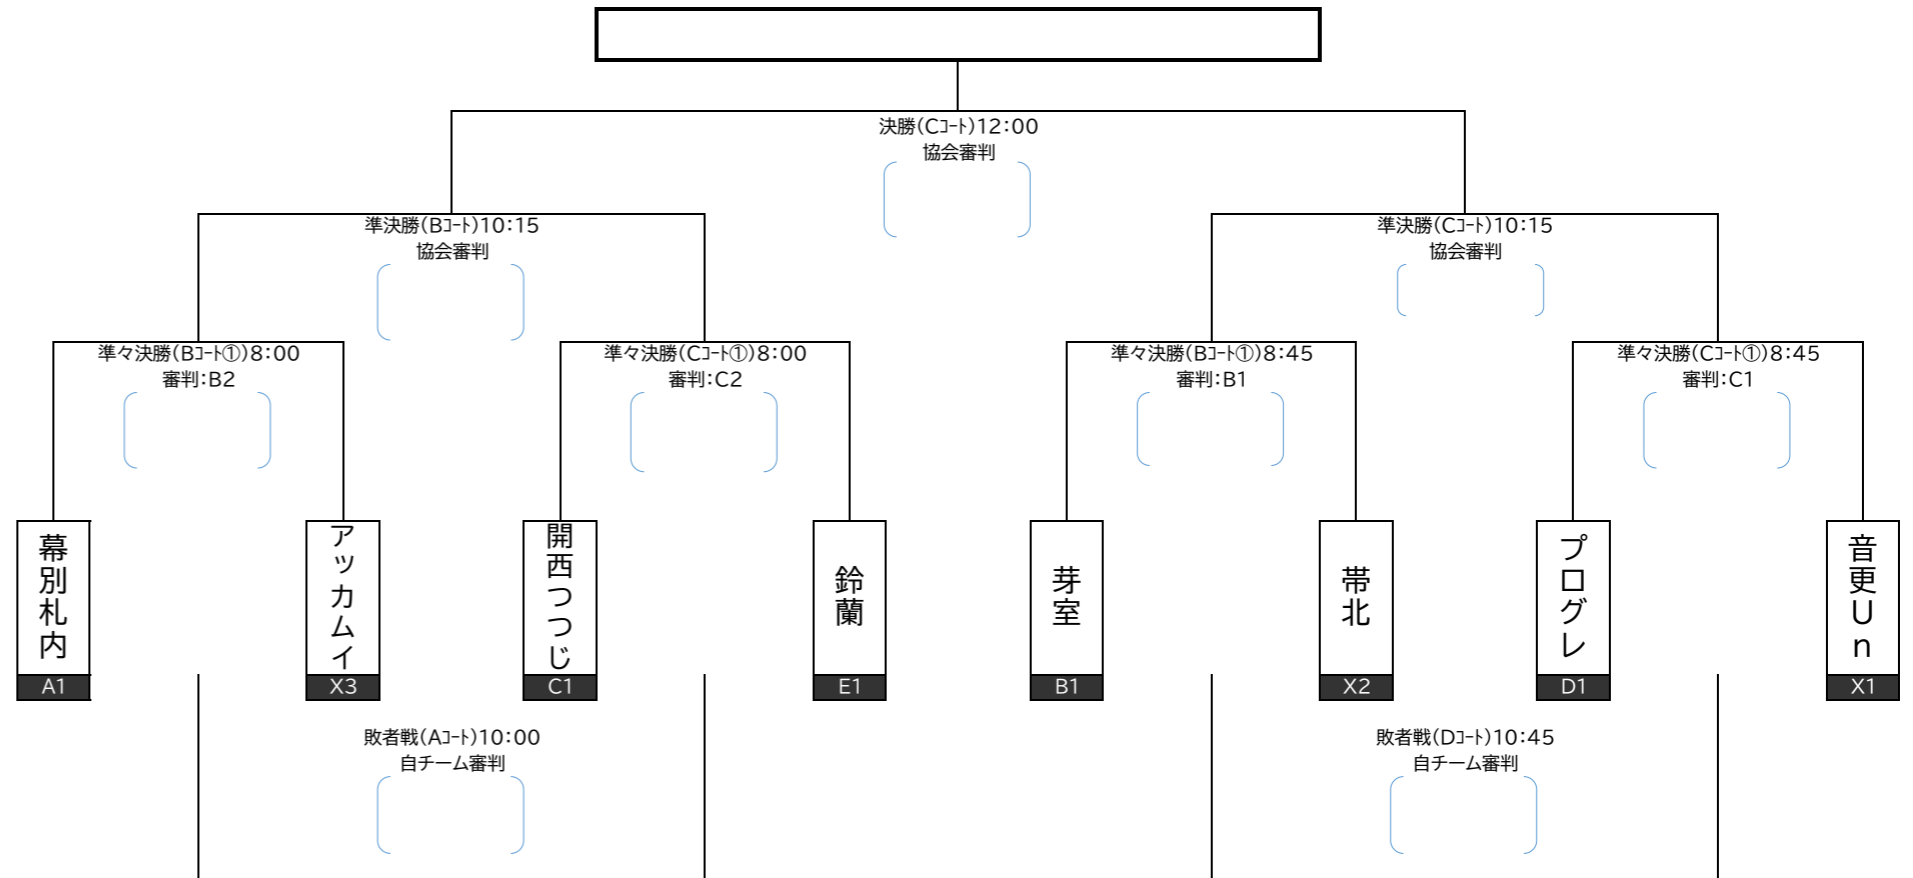 決勝(Cｺｰﾄ)12：00
協会審判
準決勝(Bｺｰﾄ)10：15
協会審判
準決勝(Cｺｰﾄ)10：15
協会審判
準々決勝(Bｺｰﾄ①)8：00
審判：B2
準々決勝(Cｺｰﾄ①)8：00
審判：C2
準々決勝(Bｺｰﾄ①)8：45
審判：B1
準々決勝(Cｺｰﾄ①)8：45
審判：C1
幕別札内
アッカムイ
開西つつじ
鈴蘭
芽室
帯北
プログレ
音更Un
A1
X3
C1
E1
B1
X2
D1
X1
敗者戦(Aｺｰﾄ)10：00
自チーム審判
敗者戦(Dｺｰﾄ)10：45
自チーム審判